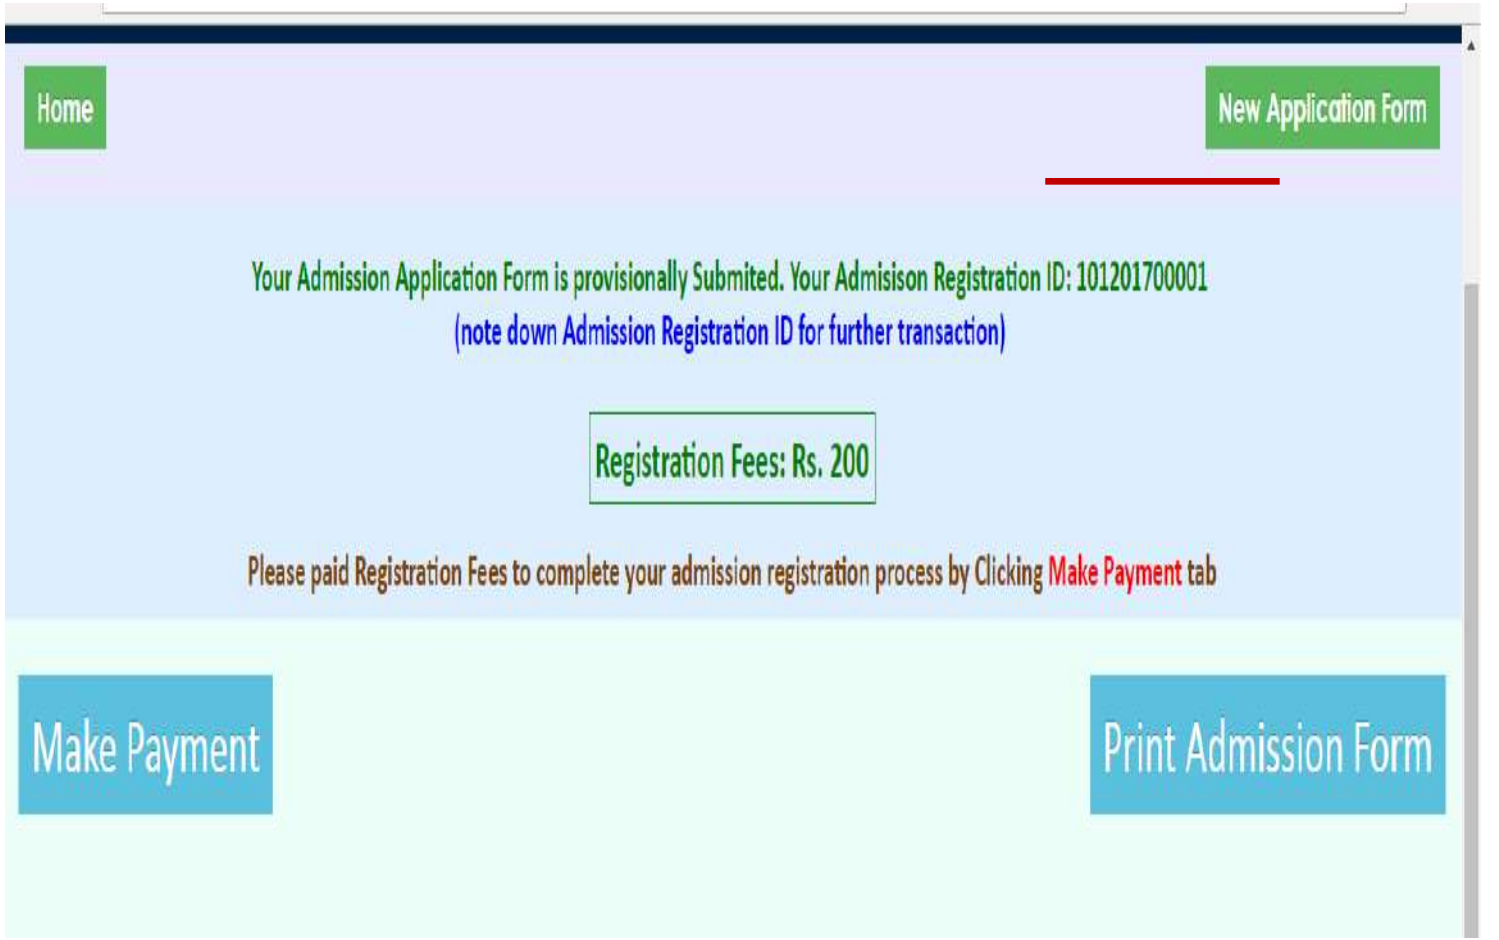 Home
New Application Form
Your Admission Application Form is provisionally Submited. Your Admisison Registration ID: 101201700001
(note down Admission Registration ID for further transaction)
Registration Fees: Rs. 200
Please paid Registration Fees to complete your admission registration process by Clicking Make Payment tab
Make Payment
Print Admission Form